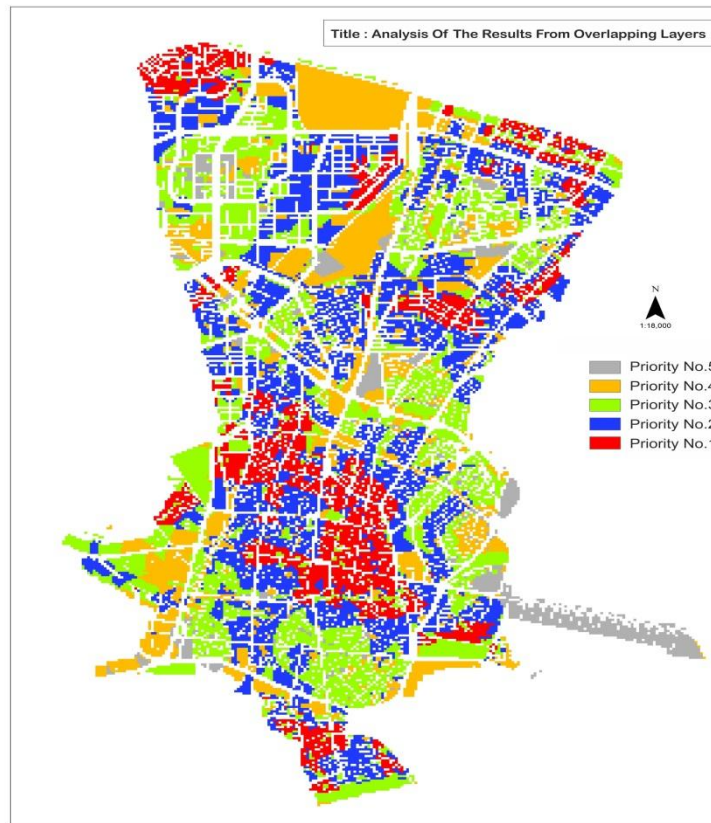 Title : Analysis Of The Results From Overlapping Layers
N
1:18,000
Priority No.5
Priority No.4
Priority No.3
Priority No.2
Priority No.1